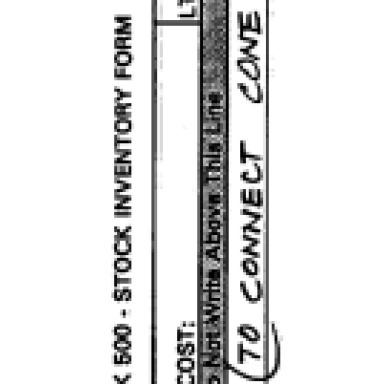 K 500 - STOCK INVENTORY FORM
LT
COST:
o Not Write Above This Line
TO CONNECT CONE